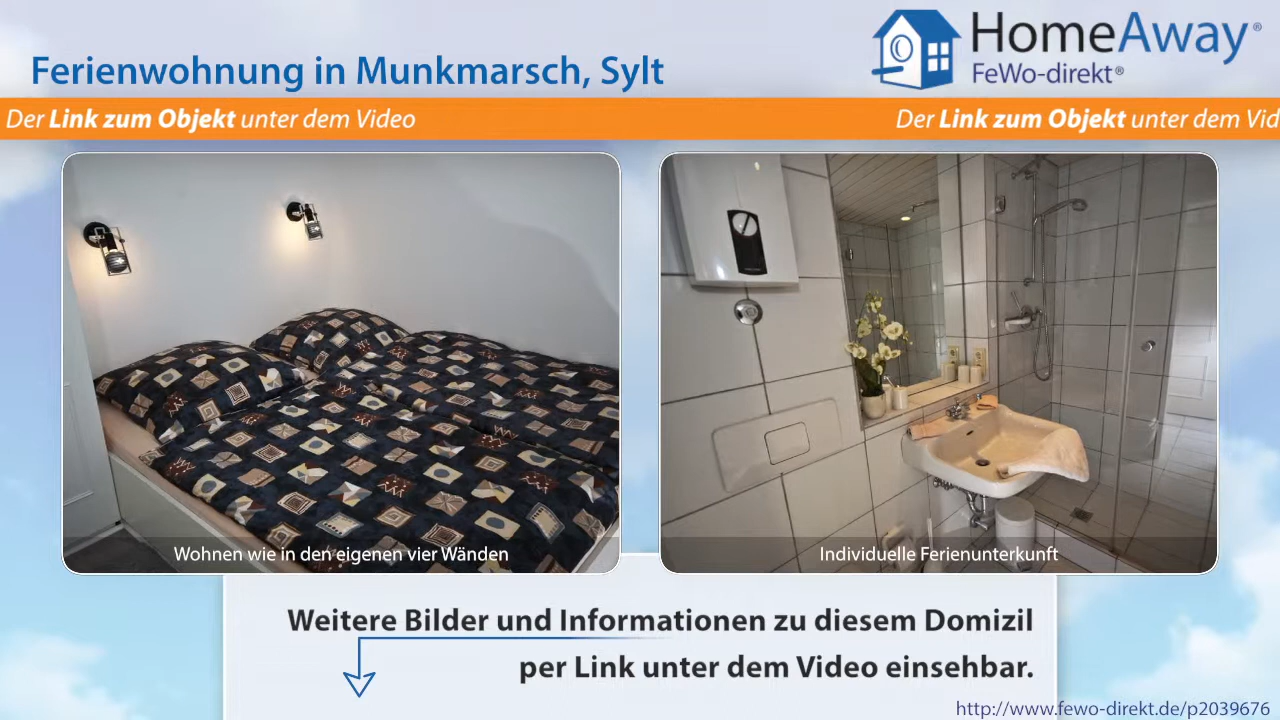 HomeAway®
FeWo-direkt®
Ferienwohnung in Munkmarsch, Sylt
Der Link zum Objekt unter dem Video
Der Link zum Objekt unter dem Vid
Wohnen wie in den eigenen vier Wänden
Individuelle Ferienunterkunft
Weitere Bilder und Informationen zu diesem Domizil
per Link unter dem Video einsehbar.
http://www.fewo-direkt.de/p2039676